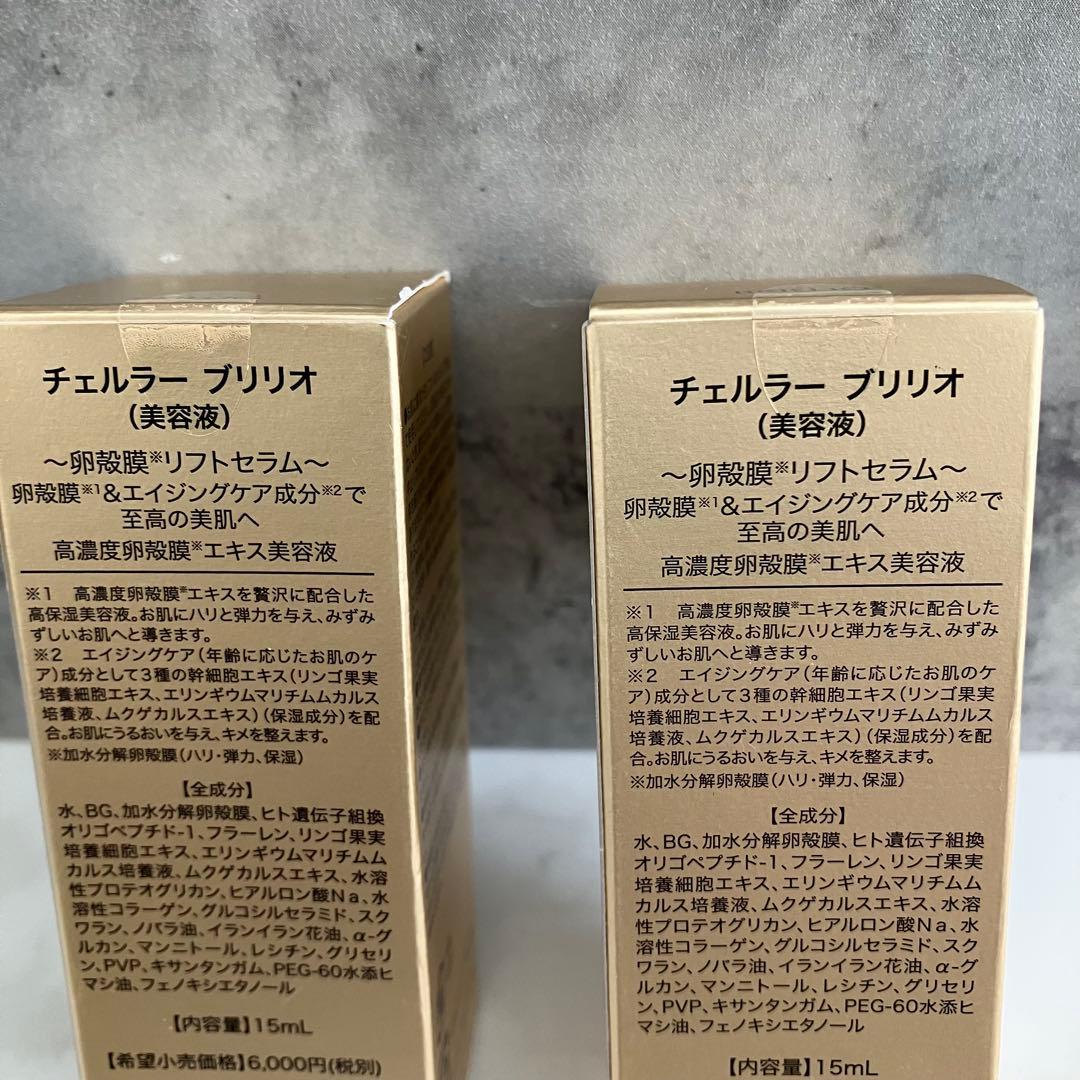 チェルラー ブリリオ
（美容液）
～卵殻膜※リフトセラム～
卵殻膜※1&エイジングケア成分※2で
至高の美肌へ
高濃度卵殻膜※エキス美容液
※1 高濃度卵殻膜※エキスを贅沢に配合した
高保湿美容液。お肌にハリと弾力を与え、みずみ
ずしいお肌へと導きます。
※2 エイジングケア（年齢に応じたお肌のケ
ア）成分として3種の幹細胞エキス（リンゴ果実
培養細胞エキス、エリンギウムマリチムムカルス
培養液、ムクゲカルスエキス）（保湿成分）を配
合。お肌にうるおいを与え、キメを整えます。
※加水分解卵殻膜（ハリ・弾力、保湿）
【全成分】
水、BG、加水分解卵殻膜、ヒト遺伝子組換
オリゴペプチド-1、フラーレン、リンゴ果実
培養細胞エキス、エリンギウムマリチムム
カルス培養液、ムクゲカルスエキス、水溶
性プロテオグリカン、ヒアルロン酸Na、水
溶性コラーゲン、グルコシルセラミド、スク
ワラン、ノバラ油、イランイラン花油、α-グ
ルカン、マンニトール、レシチン、グリセリ
ン、PVP、キサンタンガム、PEG-60水添ヒ
マシ油、フェノキシエタノール
【内容量】15mL
【希望小売価格】6,000円(税別)
チェルラー ブリリオ
（美容液）
～卵殻膜※リフトセラム～
卵殻膜※1&エイジングケア成分※2で
至高の美肌へ
高濃度卵殻膜※エキス美容液
※1 高濃度卵殻膜※エキスを贅沢に配合した
高保湿美容液。お肌にハリと弾力を与え、みずみ
ずしいお肌へと導きます。
※2 エイジングケア（年齢に応じたお肌のケ
ア）成分として3種の幹細胞エキス（リンゴ果実
培養細胞エキス、エリンギウムマリチムムカルス
培養液、ムクゲカルスエキス）（保湿成分）を配
合。お肌にうるおいを与え、キメを整えます。
※加水分解卵殻膜（ハリ・弾力、保湿）
【全成分】
水、BG、加水分解卵殻膜、ヒト遺伝子組換
オリゴペプチド-1、フラーレン、リンゴ果実
培養細胞エキス、エリンギウムマリチムム
カルス培養液、ムクゲカルスエキス、水溶
性プロテオグリカン、ヒアルロン酸Na、水
溶性コラーゲン、グルコシルセラミド、スク
ワラン、ノバラ油、イランイラン花油、α-グ
ルカン、マンニトール、レシチン、グリセリ
ン、PVP、キサンタンガム、PEG-60水添ヒ
マシ油、フェノキシエタノール
【内容量】15mL